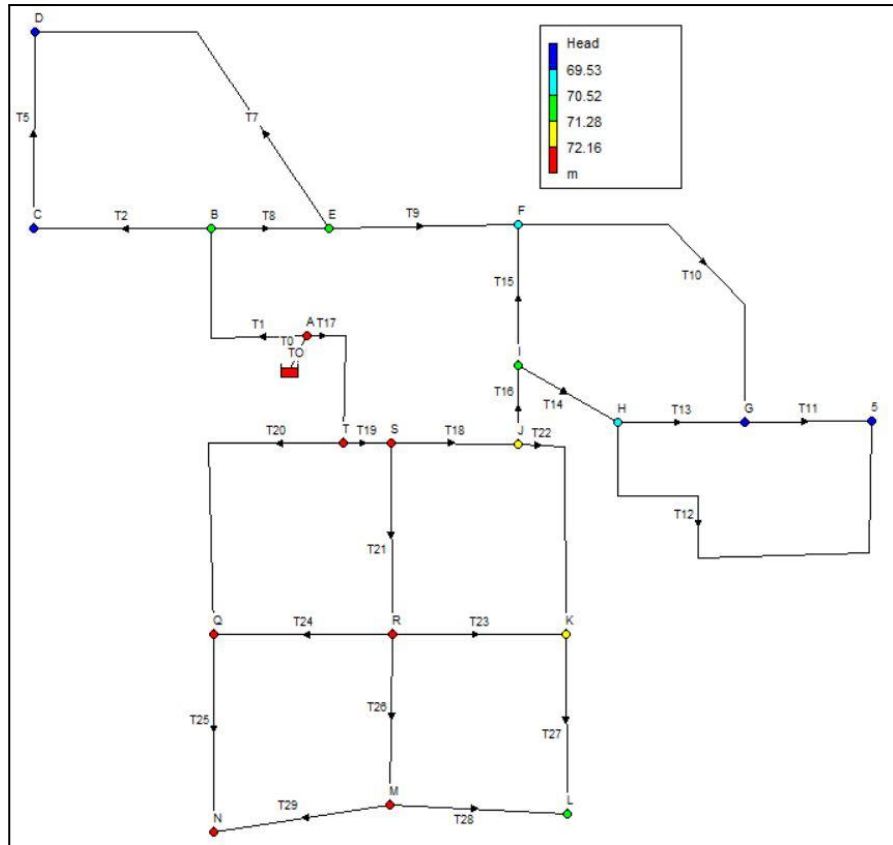 D
Head
69.53
70.52
71.28
72.16
m
T5
T7
C
T2
B
T8
E
T9
F
T10
T15
T1
T0
A
T17
TO
I
T16
T14
H
T13
G
T11
5
T20
T
T19
S
T18
J
T22
T12
T21
Q
T24
R
T23
K
T25
T26
T27
N
T29
M
T28
L